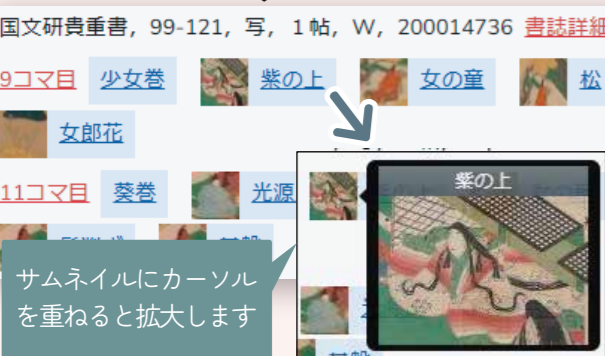 国文研貴重書, 99-121, 写, 1帖, W, 200014736 書誌詳細
9コマ目 少女巻 紫の上 女の童 松
女郎花
11コマ目 葵巻 光源
紫の上
サムネイルにカーソル
を重ねると拡大します